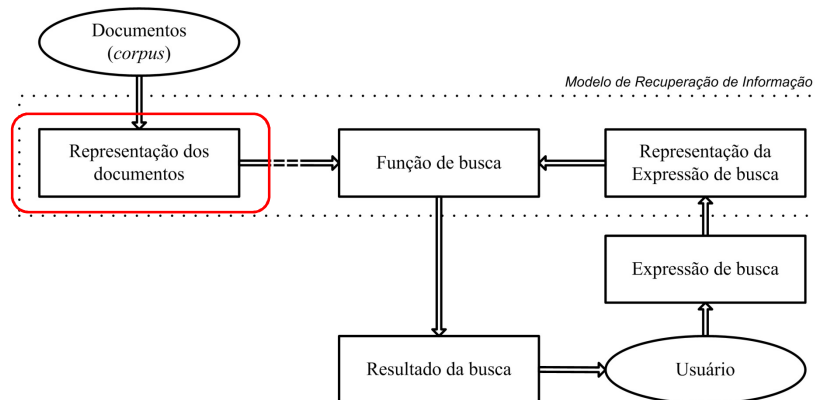 Documentos
(corpus)
Modelo de Recuperação de Informação
Representação dos
documentos
Função de busca
Representação da
Expressão de busca
Expressão de busca
Resultado da busca
Usuário